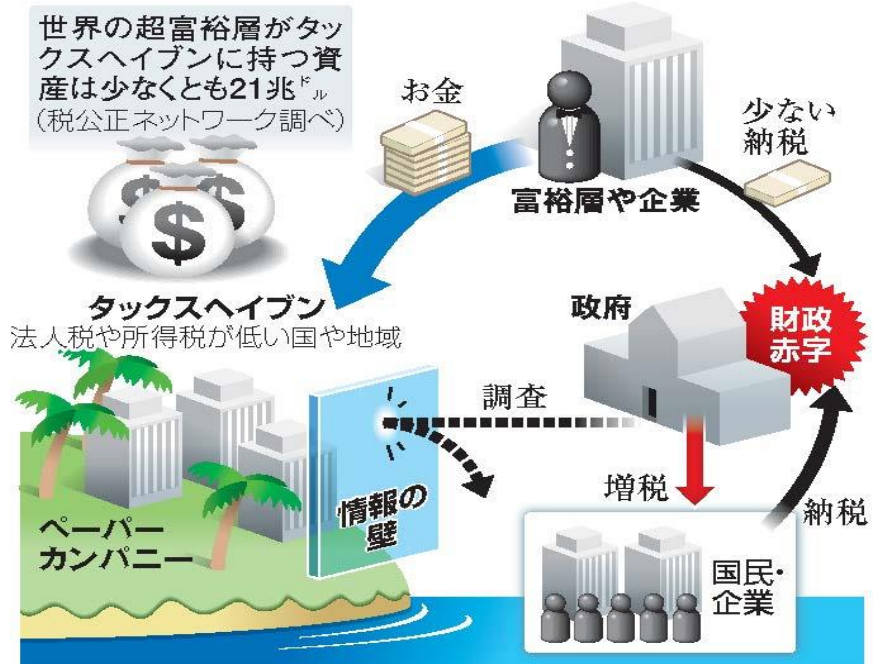 世界の超富裕層がタッ
クスヘイブンに持つ資
産は少なくとも21兆ドル
(税公正ネットワーク調べ)
お金
少ない
納税
富裕層や企業
$
$
$
タックスヘイブン
法人税や所得税が低い国や地域
政府
財政
赤字
調査
情報の
壁
増税
納税
ペーパー
カンパニー
国民・
企業